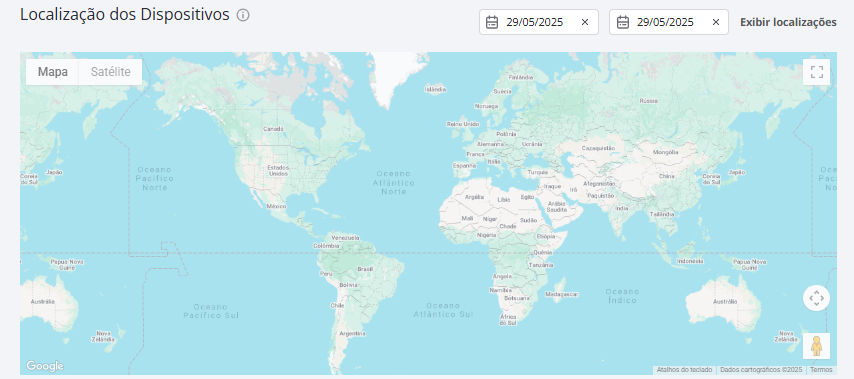 Localização dos Dispositivos
29/05/2025
29/05/2025
Exibir localizações
Mapa
Satélite
Islândia
Finlândia
Suécia
Noruega
Rússia
Canadá
Reino Unido
Polônia
Alemanha
Ucrânia
França
Itália
Espanha
Turquia
Cazaquistão
Mongólia
Estados
Unidos
Coreia
do Sul
Japão
China
Coreia
do Sul
Japão
Oceano
Pacífico
Norte
Oceano
Atlântico
Norte
Iraque
Irã
Afeganistão
Paquistão
Argélia
Líbia
Egito
Arábia
Saudita
Índia
México
Mali
Níger
Chade
Sudão
Tailândia
Nigéria
Etiópia
Venezuela
Colômbia
Quênia
Papua-Nova
Guiné
Indonésia
Papua-Nova
Guiné
Peru
Brasil
Tanzânia
Bolívia
Angola
Namíbia
Botsuana
Madagascar
Oceano
Índico
Austrália
Austrália
Oceano
Pacífico Sul
Chile
Oceano
Atlântico Sul
África
do Sul
Argentina
Nova
Zelândia
Nova
Zelândia
Google
Atalhos do teclado
Dados cartográficos ©2025
Termos